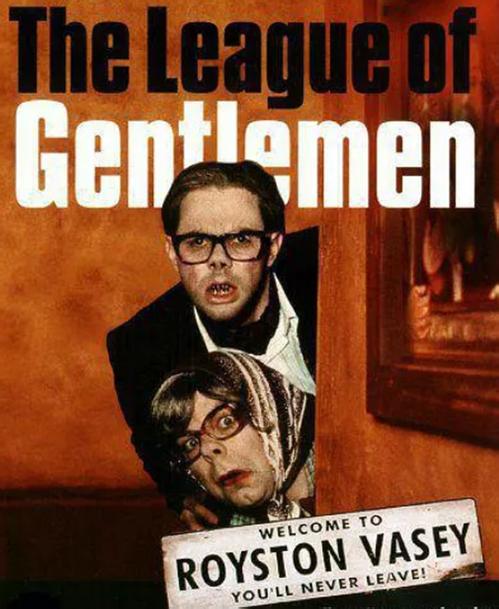 The League of
Gentlemen
WELCOME TO
ROYSTON VASEY
YOU'LL NEVER LEAVE!